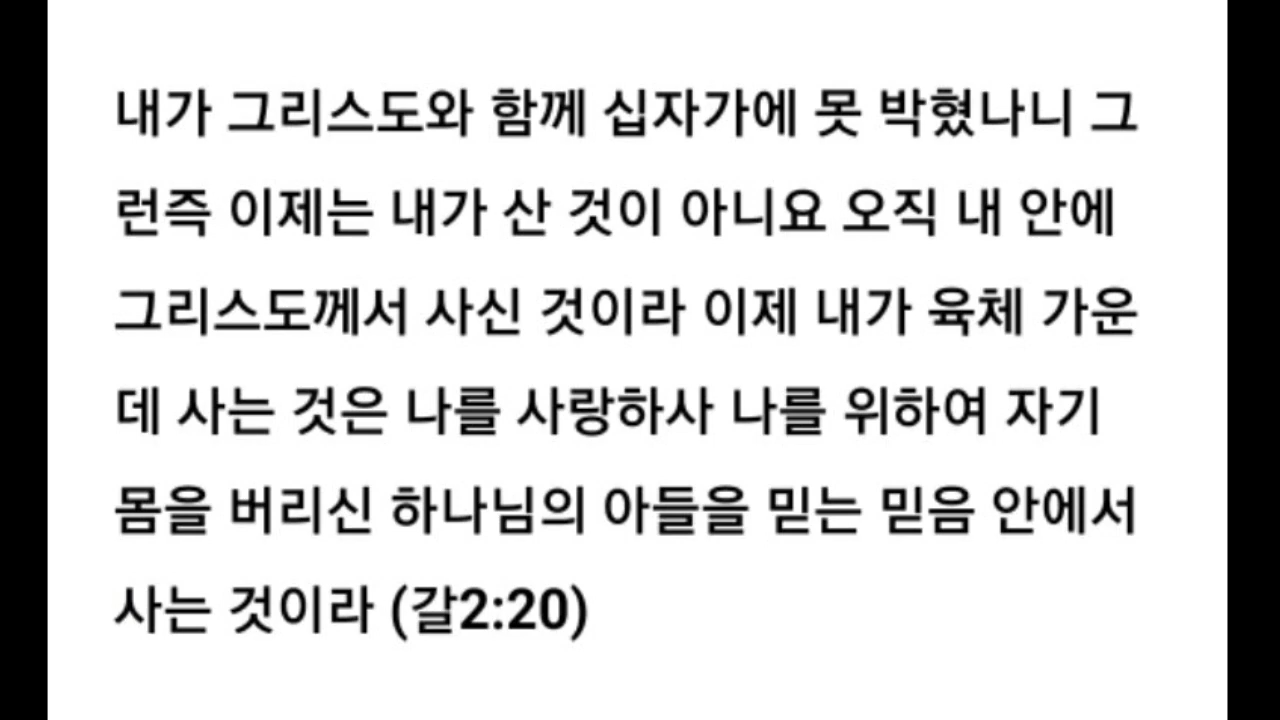 내가 그리스도와 함께 십자가에 못 박혔나니 그
런즉 이제는 내가 산 것이 아니요 오직 내 안에
그리스도께서 사신 것이라 이제 내가 육체 가운
데 사는 것은 나를 사랑하사 나를 위하여 자기
몸을 버리신 하나님의 아들을 믿는 믿음 안에서
사는 것이라 (갈2:20)